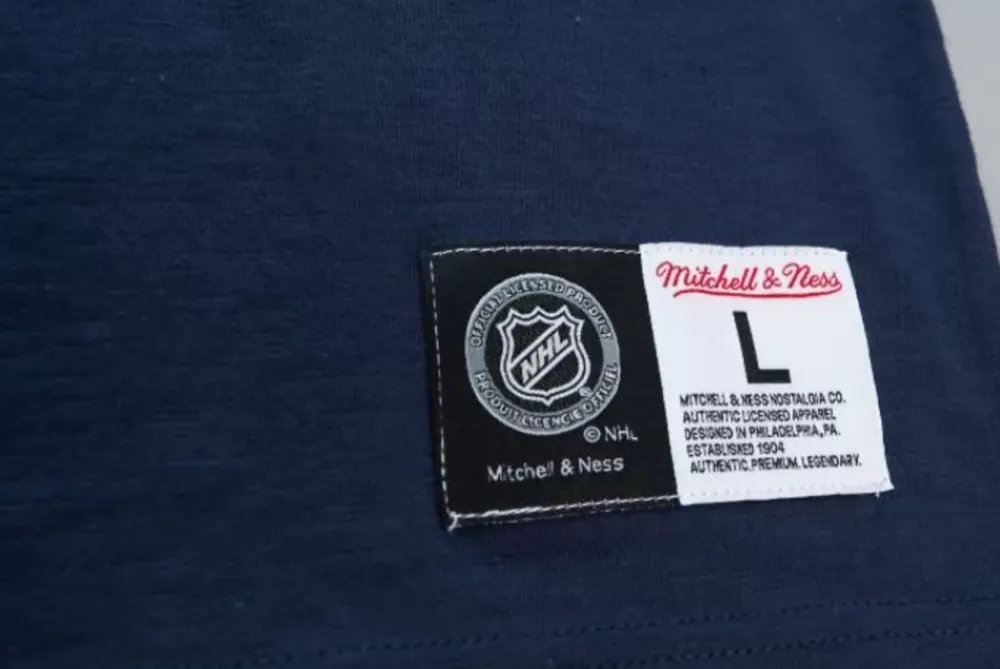 OFFICIAL LICENSED PRODUCT
NHL
PRODUIT LICENCIE OFFICIEL
®
© NHL
Mitchell & Ness
Mitchell & Ness
L
MITCHELL & NESS NOSTALGIA CO.
AUTHENTIC LICENSED APPAREL
DESIGNED IN PHILADELPHIA, PA.
ESTABLISHED 1904
AUTHENTIC. PREMIUM. LEGENDARY.